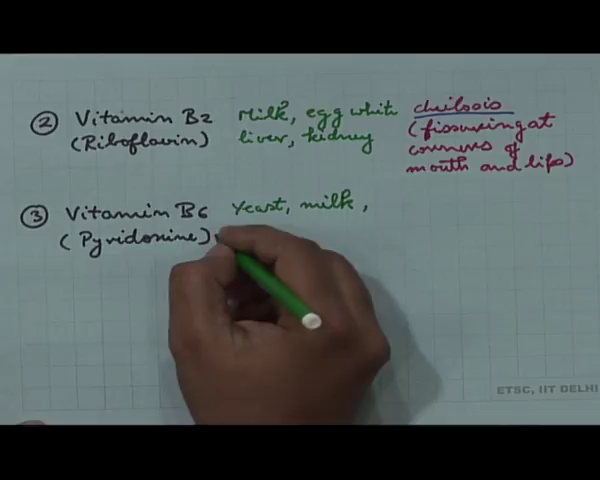 ② Vitamin B2 Milk, egg white cheilosis
(Riboflavin) liver, kidney (fissuring at
corners of
mouth and lips)
③ Vitamin B6 Yeast, milk,
(Pyridoxine)
ETSC, IIT DELHI